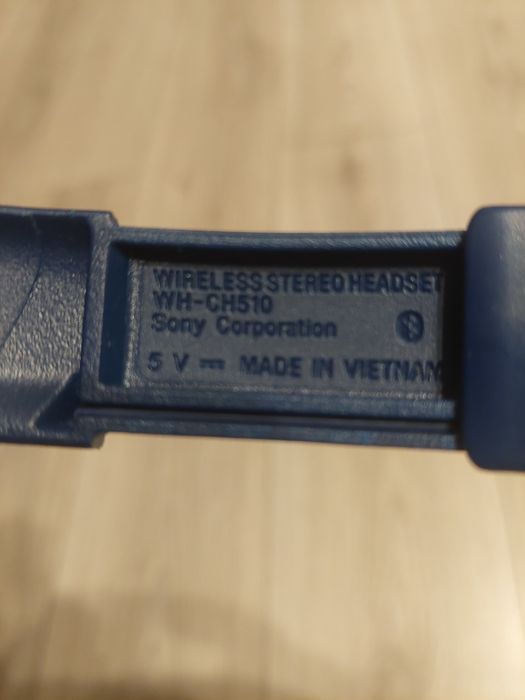 WIRELESS STEREO HEADSET
WH-CH510
Sony Corporation
5 V ⎓ MADE IN VIETNAM